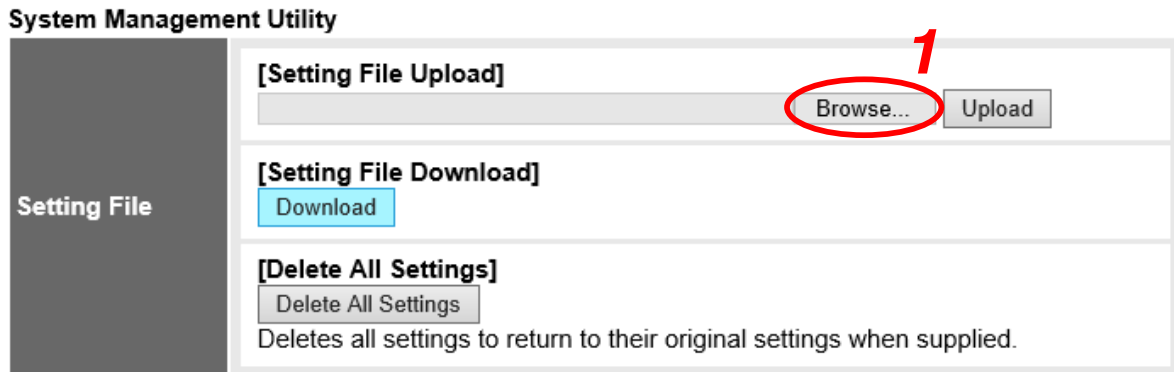 System Management Utility
1
[Setting File Upload]
Browse... Upload
Setting File
[Setting File Download]
Download
[Delete All Settings]
Delete All Settings
Deletes all settings to return to their original settings when supplied.